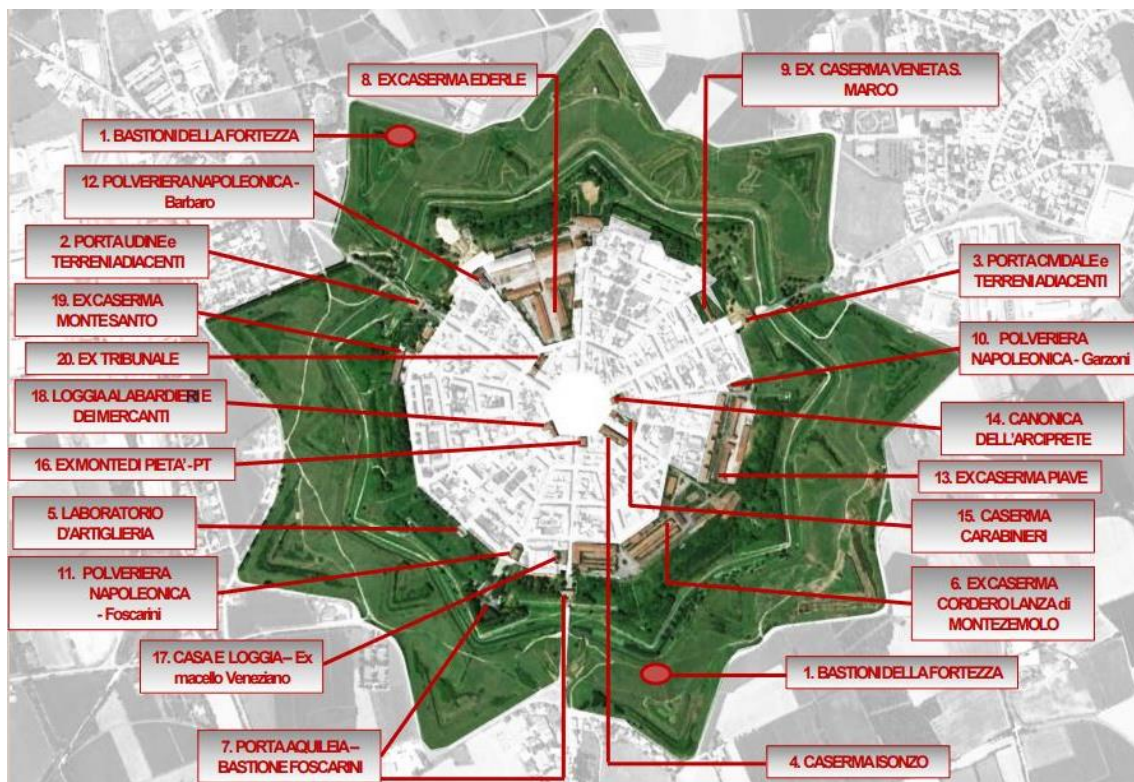 8. EX CASERMA EDERLE
9. EX CASERMA VENETA S.
MARCO
1. BASTIONI DELLA FORTEZZA
12. POLVERIERA NAPOLEONICA -
Barbaro
2. PORTA UDINE e
TERRENI ADIACENTI
3. PORTA CIVIDALE e
TERRENI ADIACENTI
19. EX CASERMA
MONTE SANTO
20. EX TRIBUNALE
10. POLVERIERA
NAPOLEONICA - Garzoni
18. LOGGIA ALABARDIERI E
DEI MERCANTI
14. CANONICA
DELL'ARCIPRETE
16. EX MONTE DI PIETA' - PT
13. EX CASERMA PIAVE
5. LABORATORIO
D'ARTIGLIERIA
15. CASERMA
CARABINIERI
11. POLVERIERA
NAPOLEONICA
- Foscarini
6. EX CASERMA
CORDERO LANZA di
MONTEZEMOLO
17. CASA E LOGGIA – Ex
macello Veneziano
1. BASTIONI DELLA FORTEZZA
7. PORTA AQUILEIA –
BASTIONE FOSCARINI
4. CASERMA ISONZO